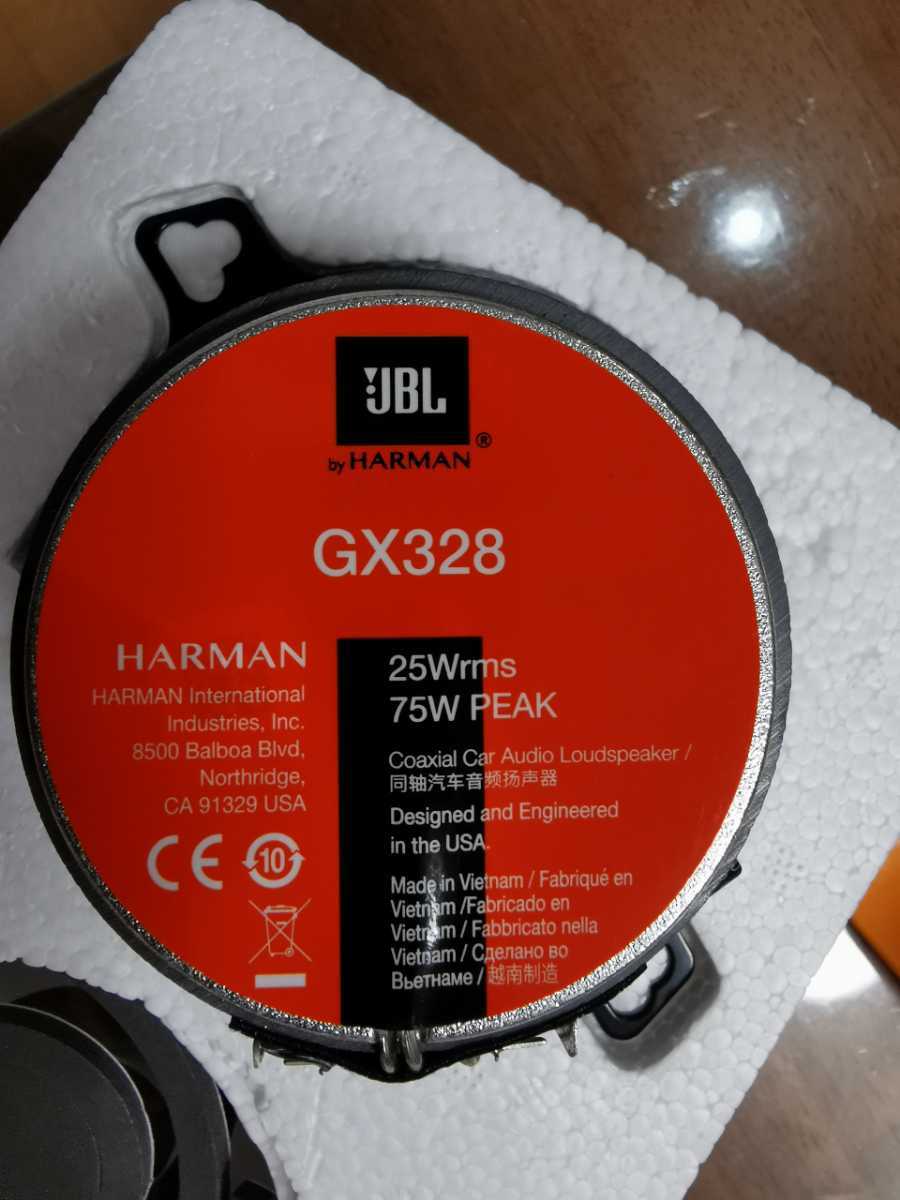 JBL
by HARMAN®
GX328
HARMAN
HARMAN International
Industries, Inc.
8500 Balboa Blvd,
Northridge,
CA 91329 USA
CE 10
25Wrms
75W PEAK
Coaxial Car Audio Loudspeaker /
同轴汽车音频扬声器
Designed and Engineered
in the USA.
Made in Vietnam / Fabriqué en
Vietnam /Fabricado en
Vietnam / Fabbricato nella
Vietnam / Сделано во
Вьетнаме / 越南制造